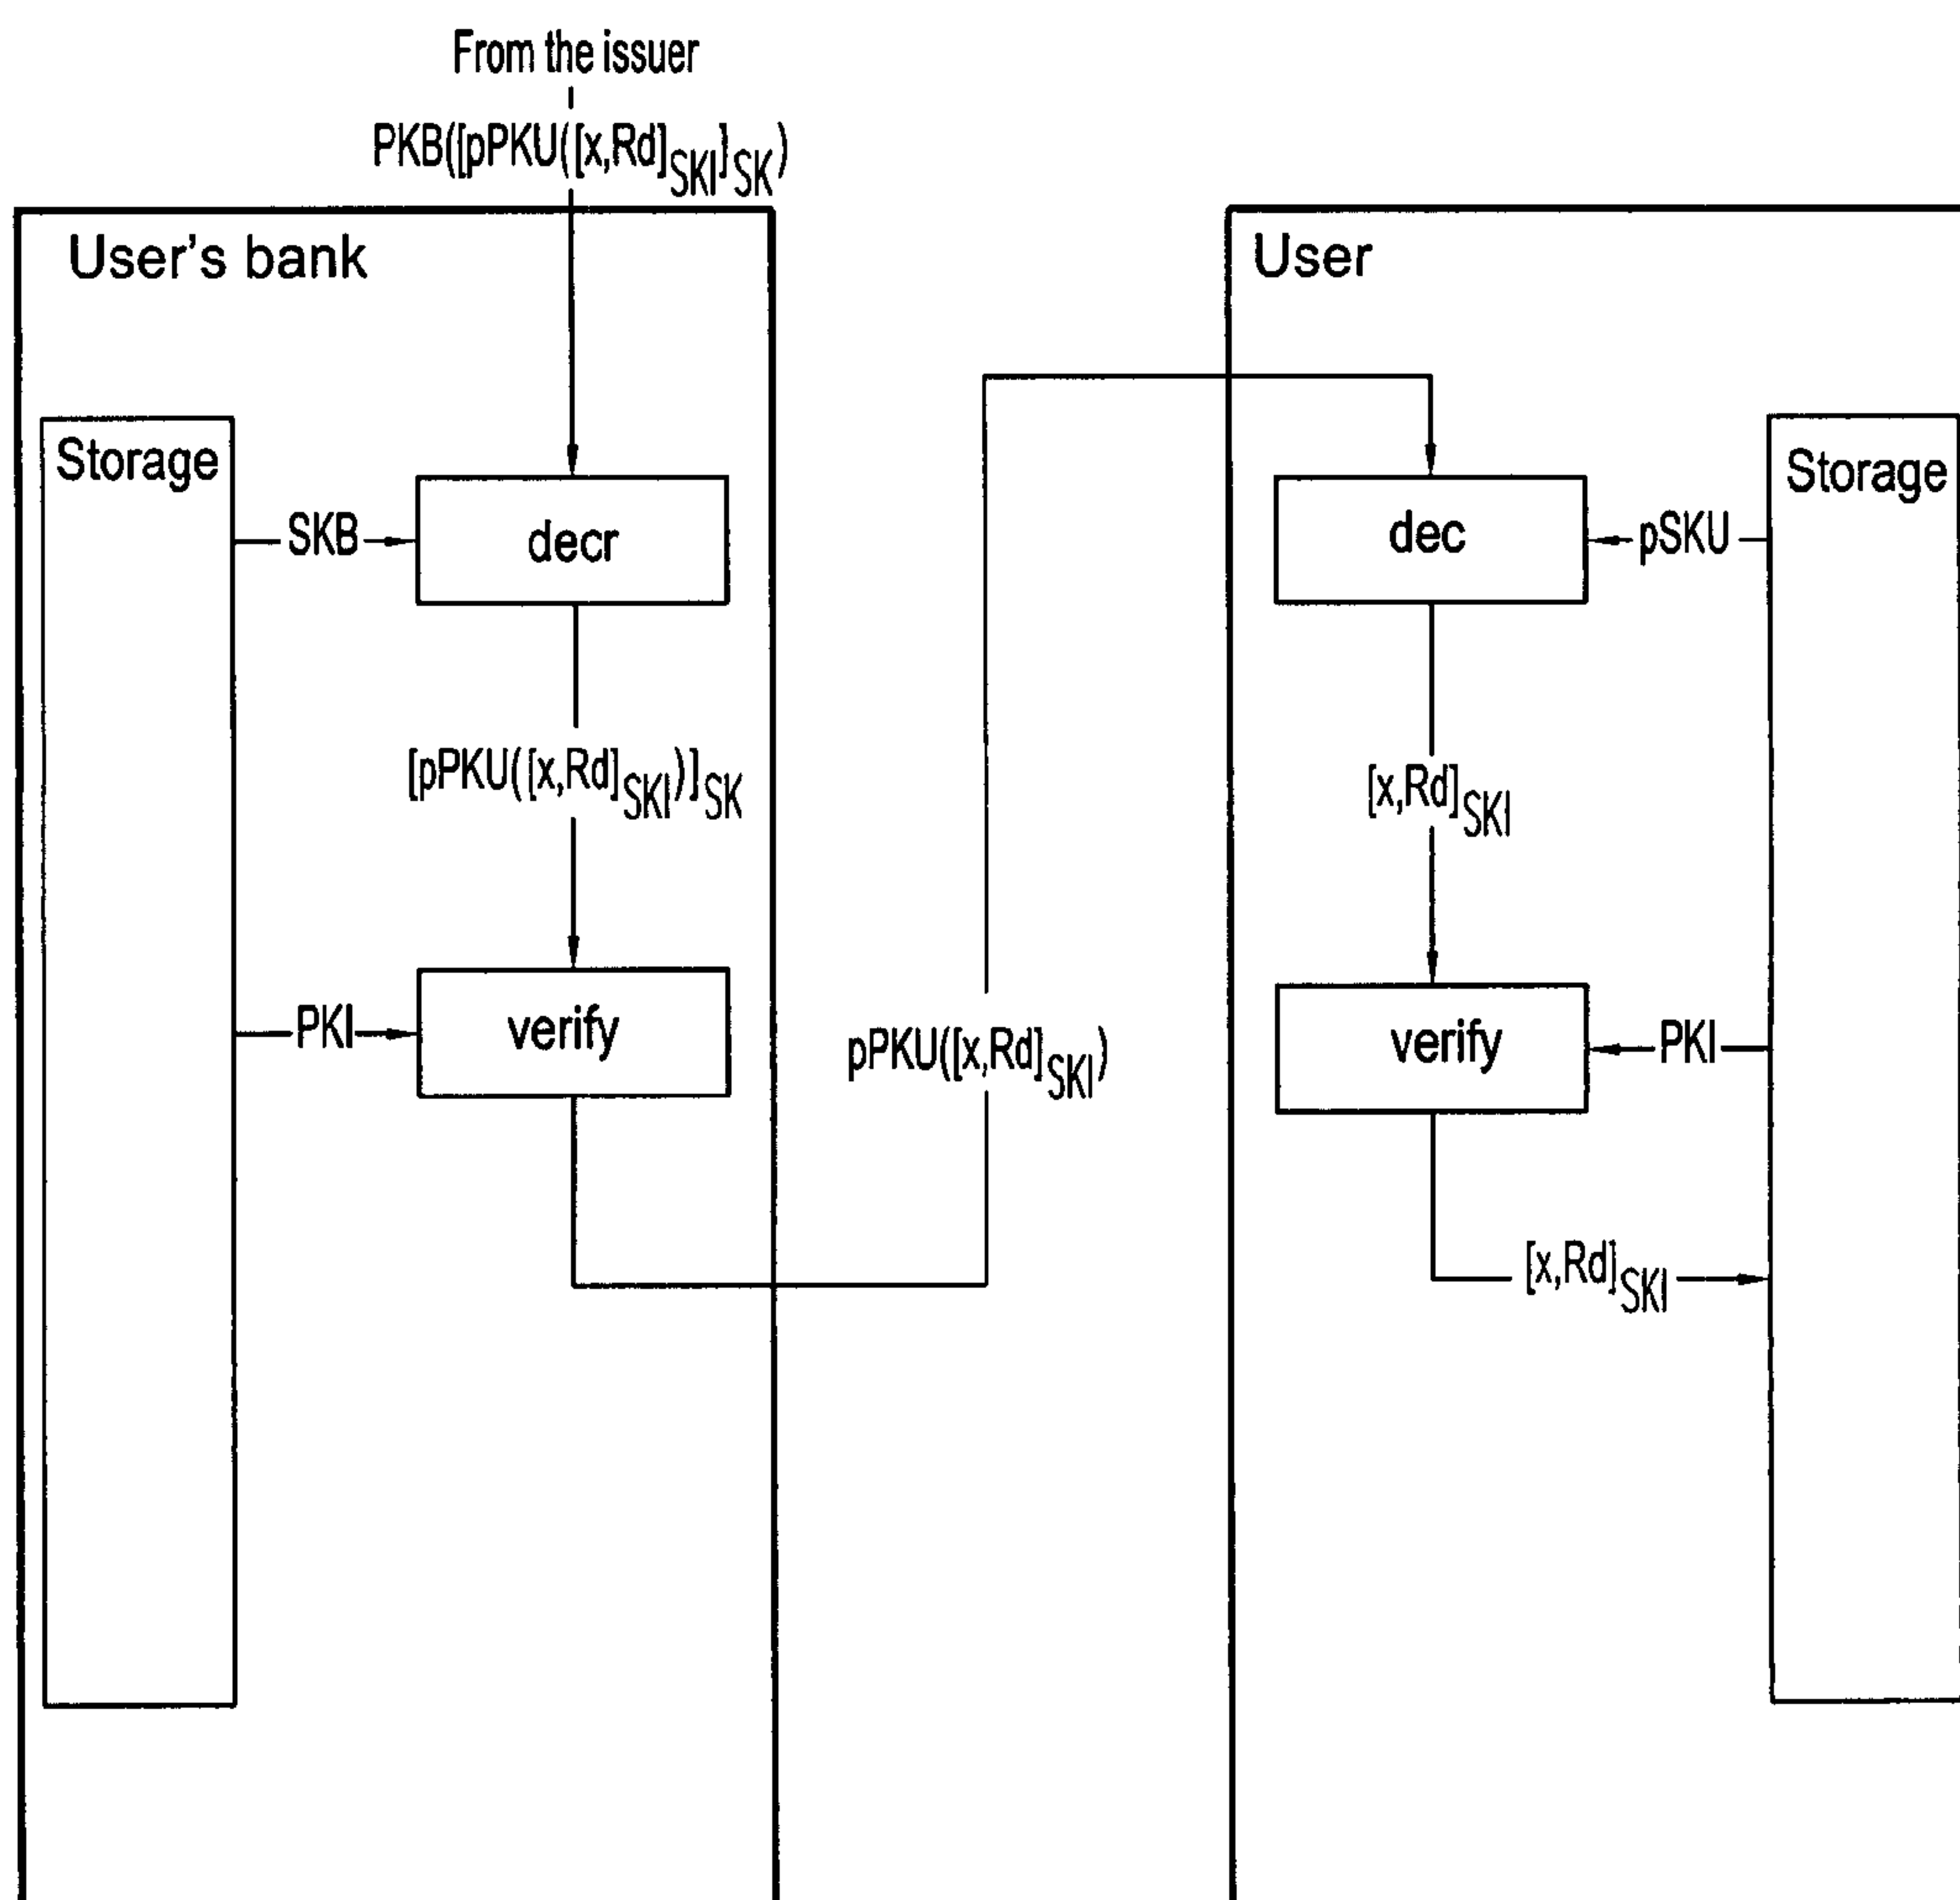 From the issuer
PKB([pPKU([x,Rd]SKI]SK)
User's bank
Storage
SKB
decr
[pPKU([x,Rd]SKI)]SK
PKI
verify
pPKU([x,Rd]SKI)
User
Storage
dec
pSKU
[x,Rd]SKI
verify
PKI
[x,Rd]SKI